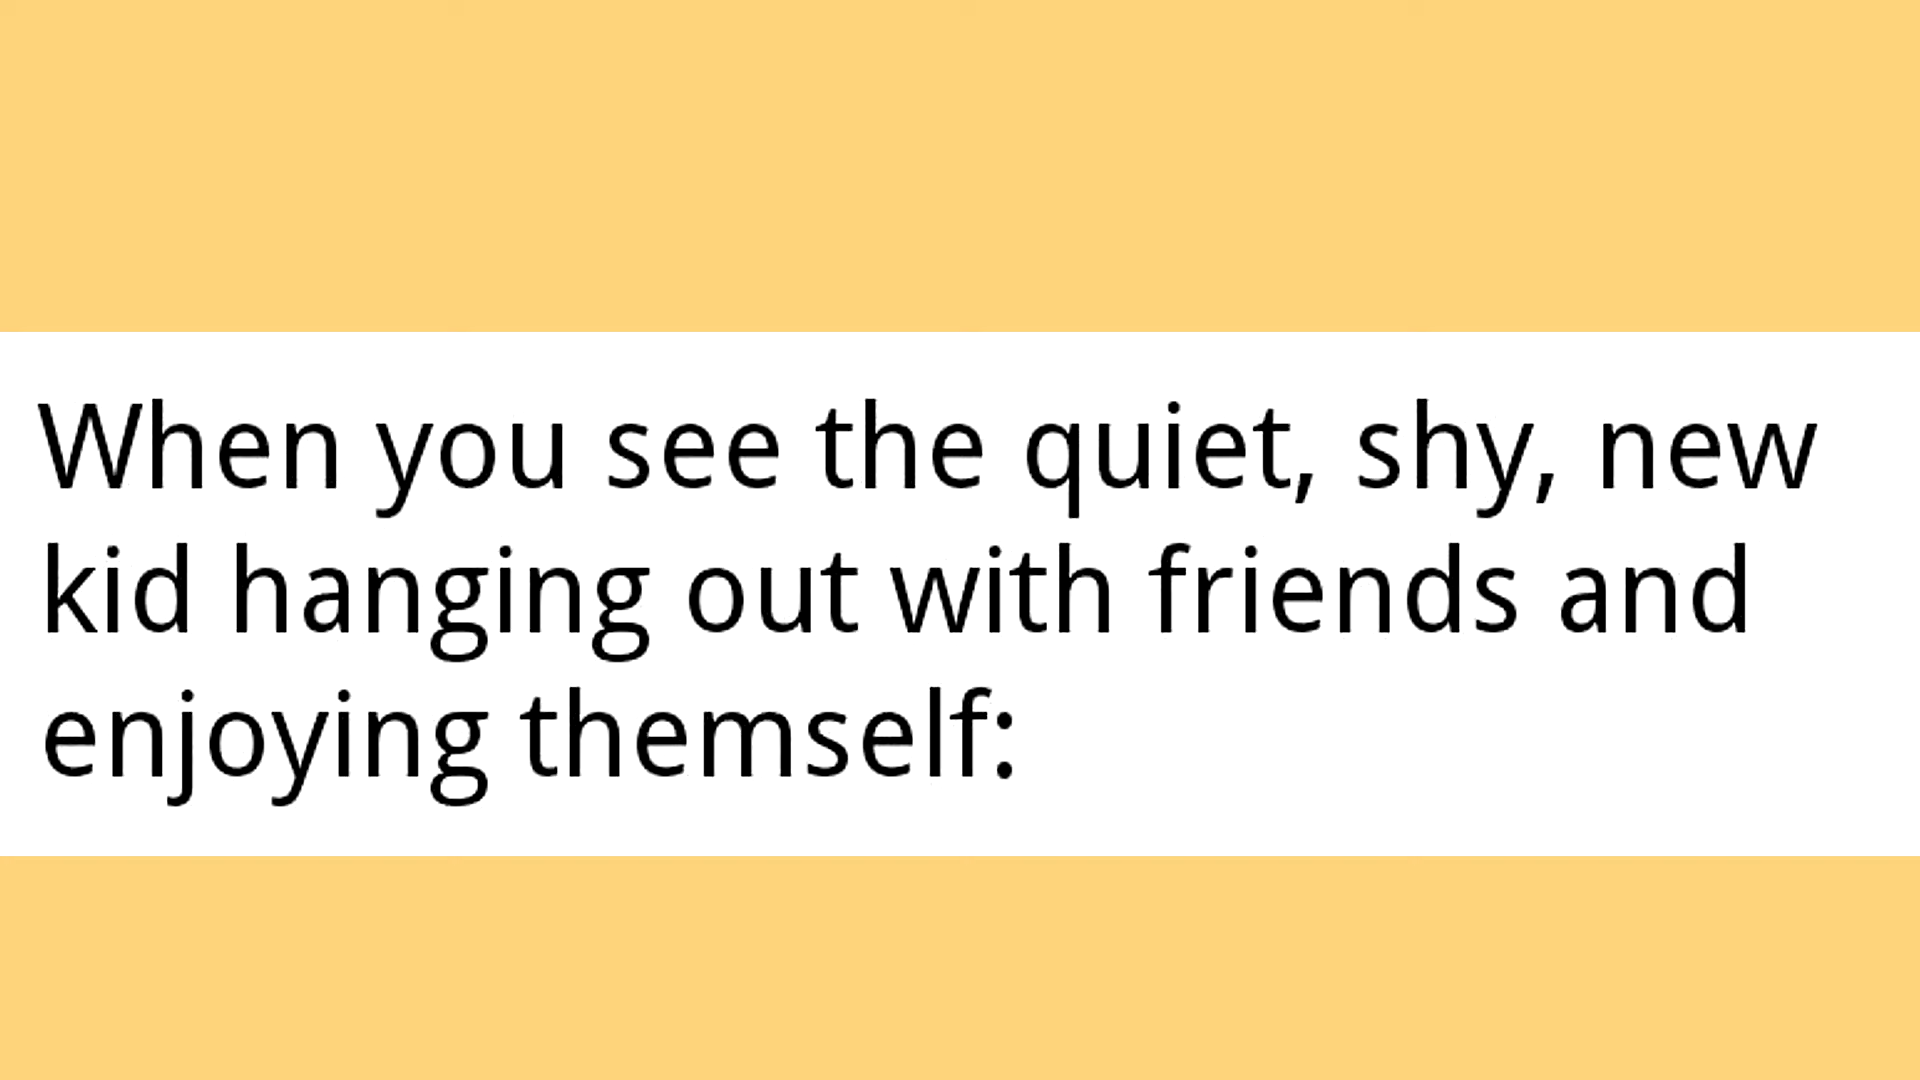 When you see the quiet, shy, new
kid hanging out with friends and
enjoying themself: